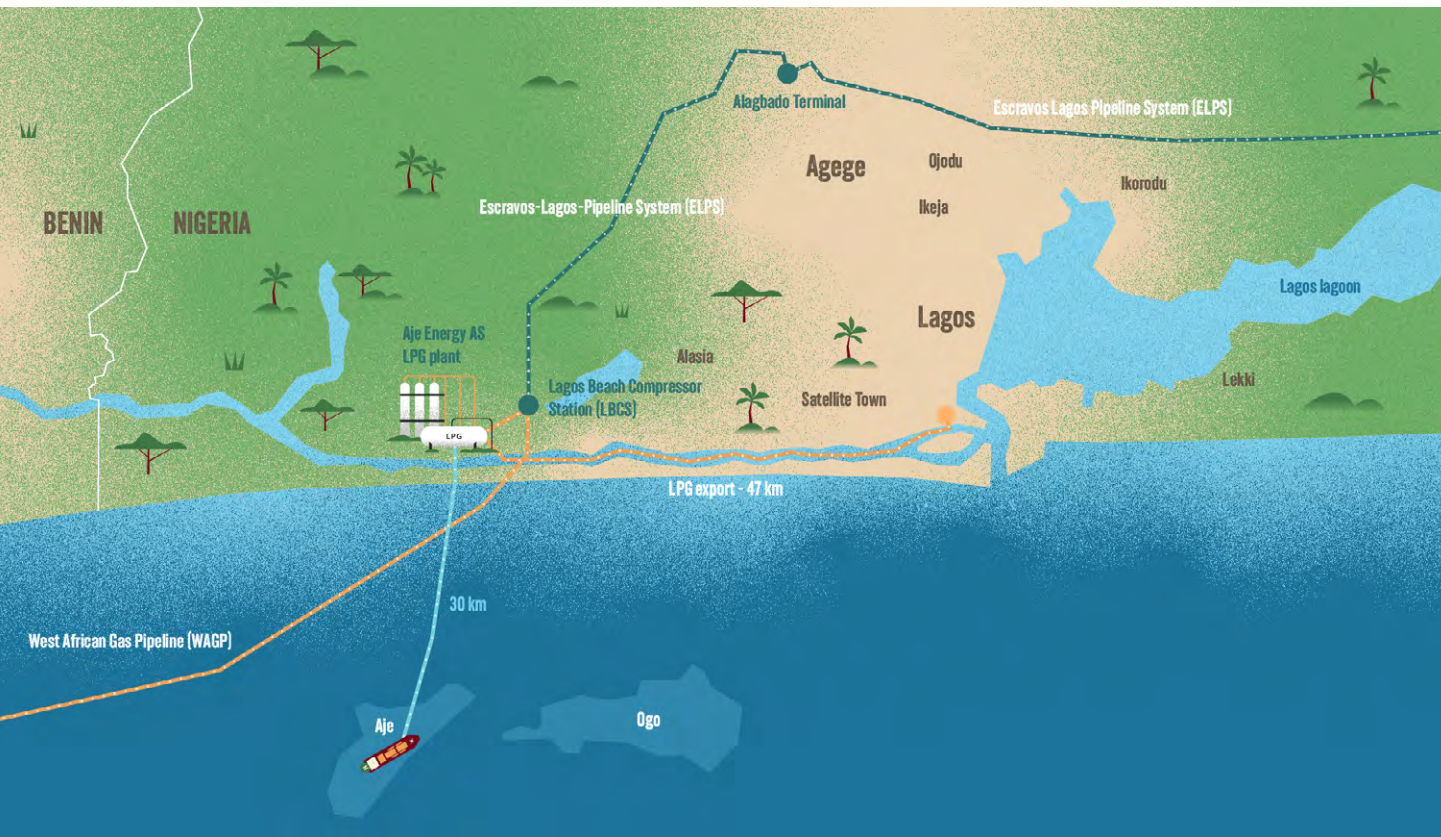 Alagbado Terminal
Escravos Lagos Pipeline System (ELPS)
Agege
Ojodu
Ikorodu
Escravos-Lagos-Pipeline System (ELPS)
Ikeja
BENIN
NIGERIA
Lagos lagoon
Lagos
Aje Energy AS
LPG plant
Alasia
Lekki
Lagos Beach Compressor
Station (LBCS)
Satellite Town
LPG
LPG export - 47 km
30 km
West African Gas Pipeline (WAGP)
Aje
Ogo